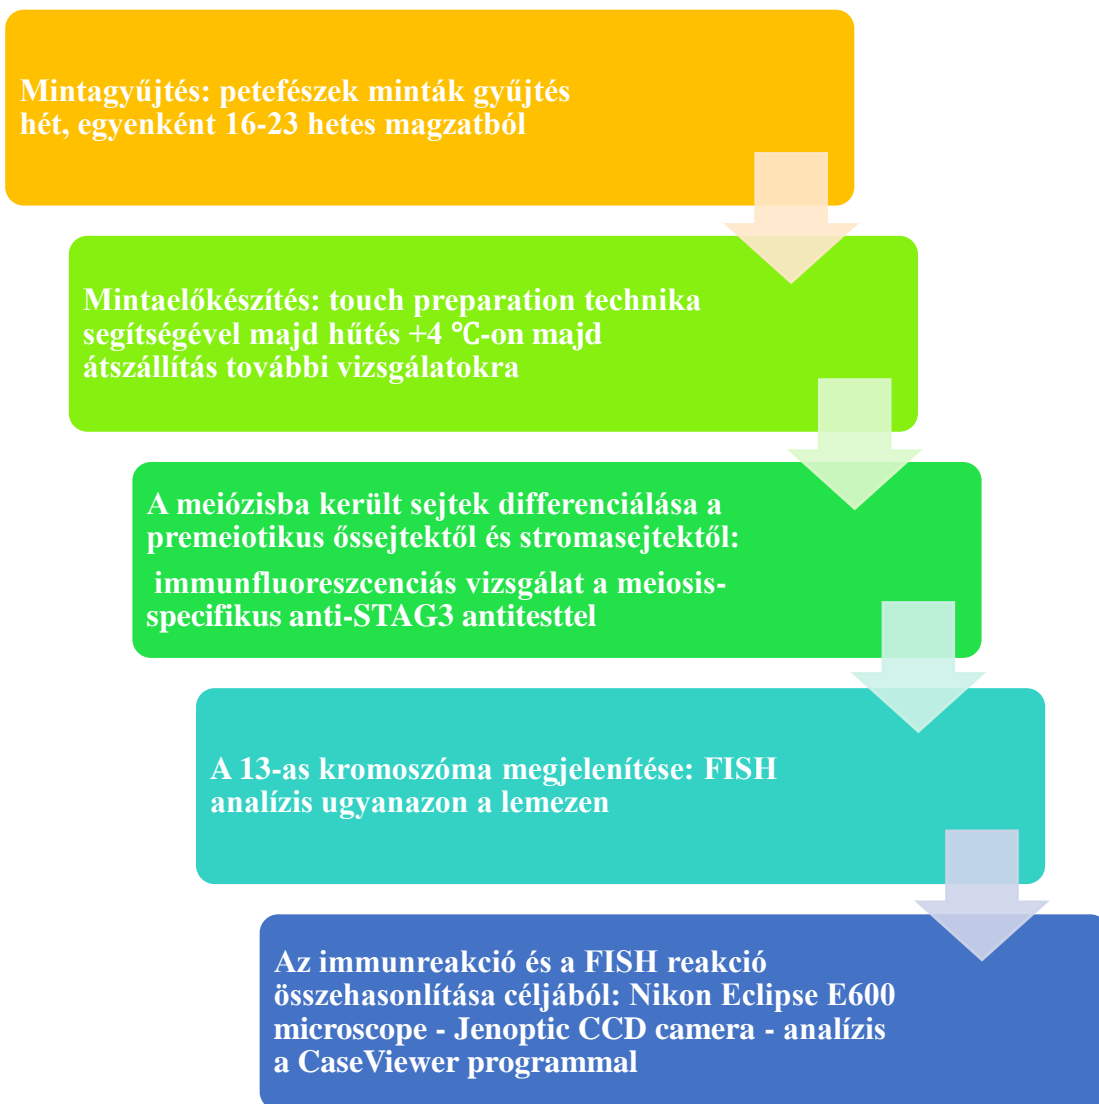 Mintagyűjtés: petefészek minták gyűjtés
hét, egyenként 16-23 hetes magzatból
Mintaelőkészítés: touch preparation technika
segítségével majd hűtés +4 ℃-on majd
átszállítás további vizsgálatokra
A meiózisba került sejtek differenciálása a
premeiotikus őssejtektől és stromasejtektől:
immunfluoreszcenciás vizsgálat a meiosis-
specifikus anti-STAG3 antitesttel
A 13-as kromoszóma megjelenítése: FISH
analízis ugyanazon a lemezen
Az immunreakció és a FISH reakció
összehasonlítása céljából: Nikon Eclipse E600
microscope - Jenoptic CCD camera - analízis
a CaseViewer programmal